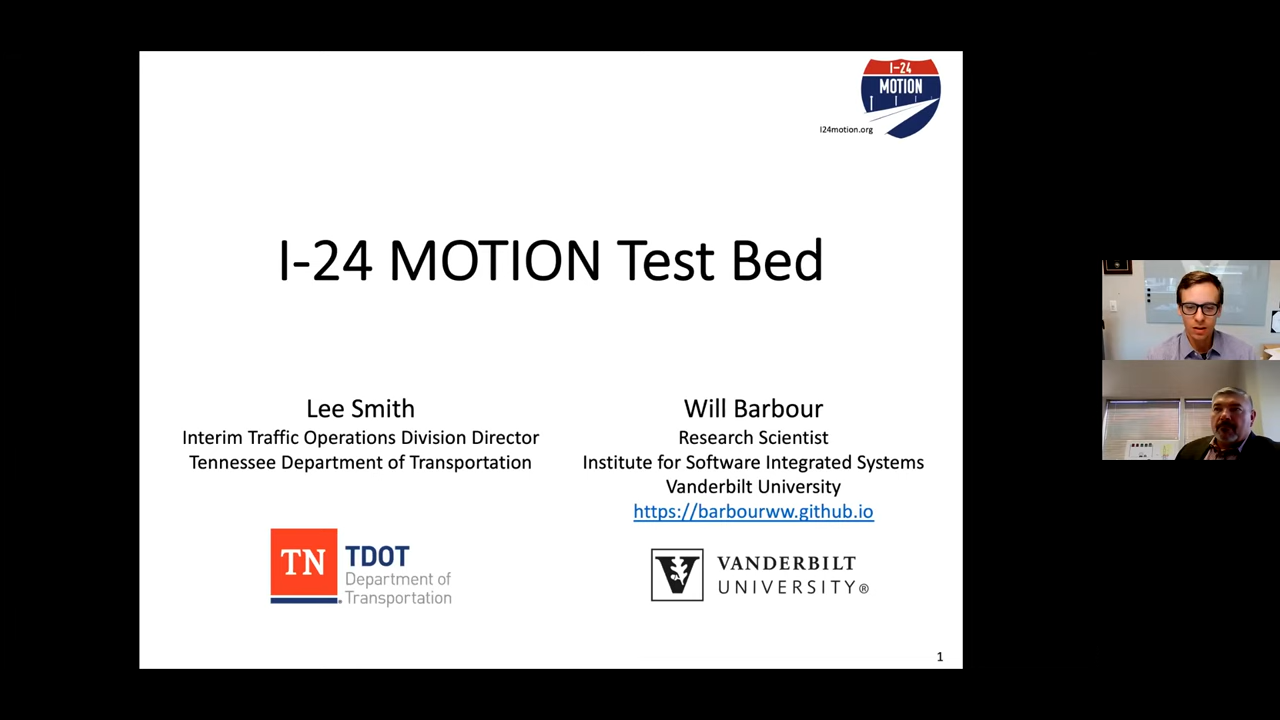 I-24
MOTION
I24motion.org
I-24 MOTION Test Bed
Lee Smith
Interim Traffic Operations Division Director
Tennessee Department of Transportation
Will Barbour
Research Scientist
Institute for Software Integrated Systems
Vanderbilt University
https://barbourww.github.io
TN
TDOT
Department of
Transportation
V
VANDERBILT
UNIVERSITY®
1